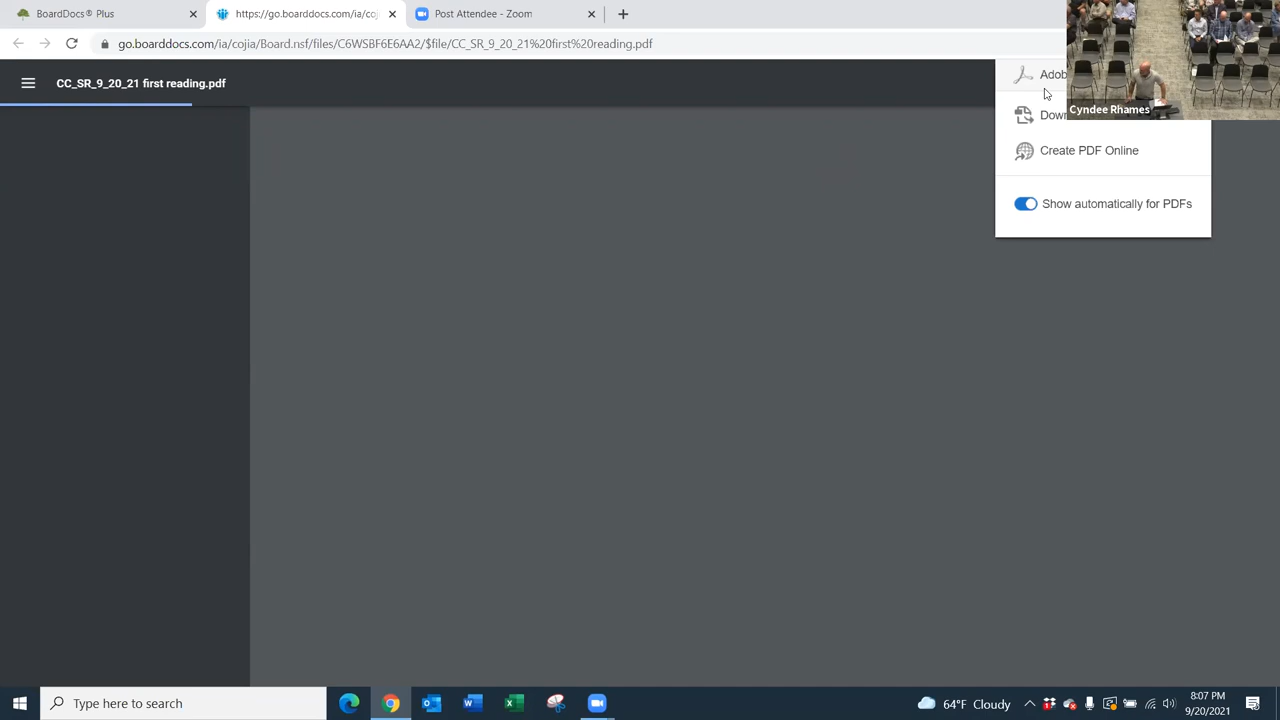 BoardDocs® Plus
https://go.boarddocs.com/ia/coj
Post Attendee - Zoom
go.boarddocs.com/ia/cojia/Board.nsf/files/C6WSBF6E6AA2/$file/CC_SR_9_20_21%20first%20reading.pdf
CC_SR_9_20_21 first reading.pdf
Adob
Cyndee Rhames
Down
Create PDF Online
Show automatically for PDFs
Type here to search
64°F Cloudy
8:07 PM
9/20/2021